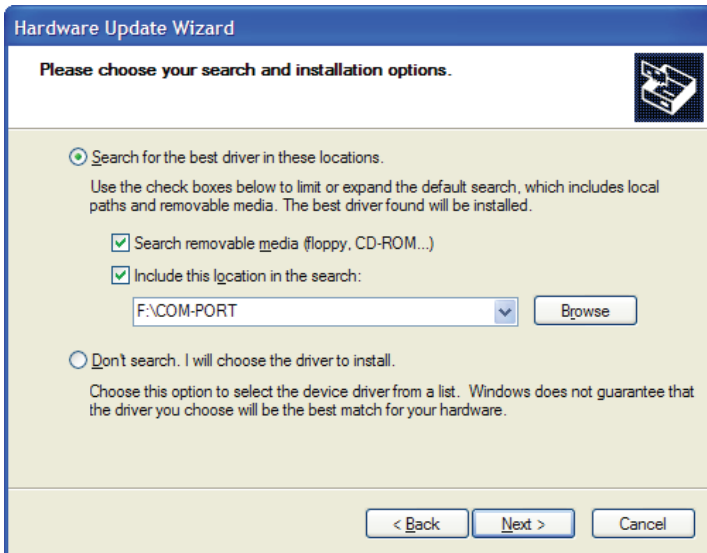 Hardware Update Wizard
Please choose your search and installation options.
Search for the best driver in these locations.
Use the check boxes below to limit or expand the default search, which includes local
paths and removable media. The best driver found will be installed.
Search removable media (floppy, CD-ROM...)
Include this location in the search:
F:\COM-PORT
Browse
Don't search. I will choose the driver to install.
Choose this option to select the device driver from a list. Windows does not guarantee that
the driver you choose will be the best match for your hardware.
< Back
Next >
Cancel